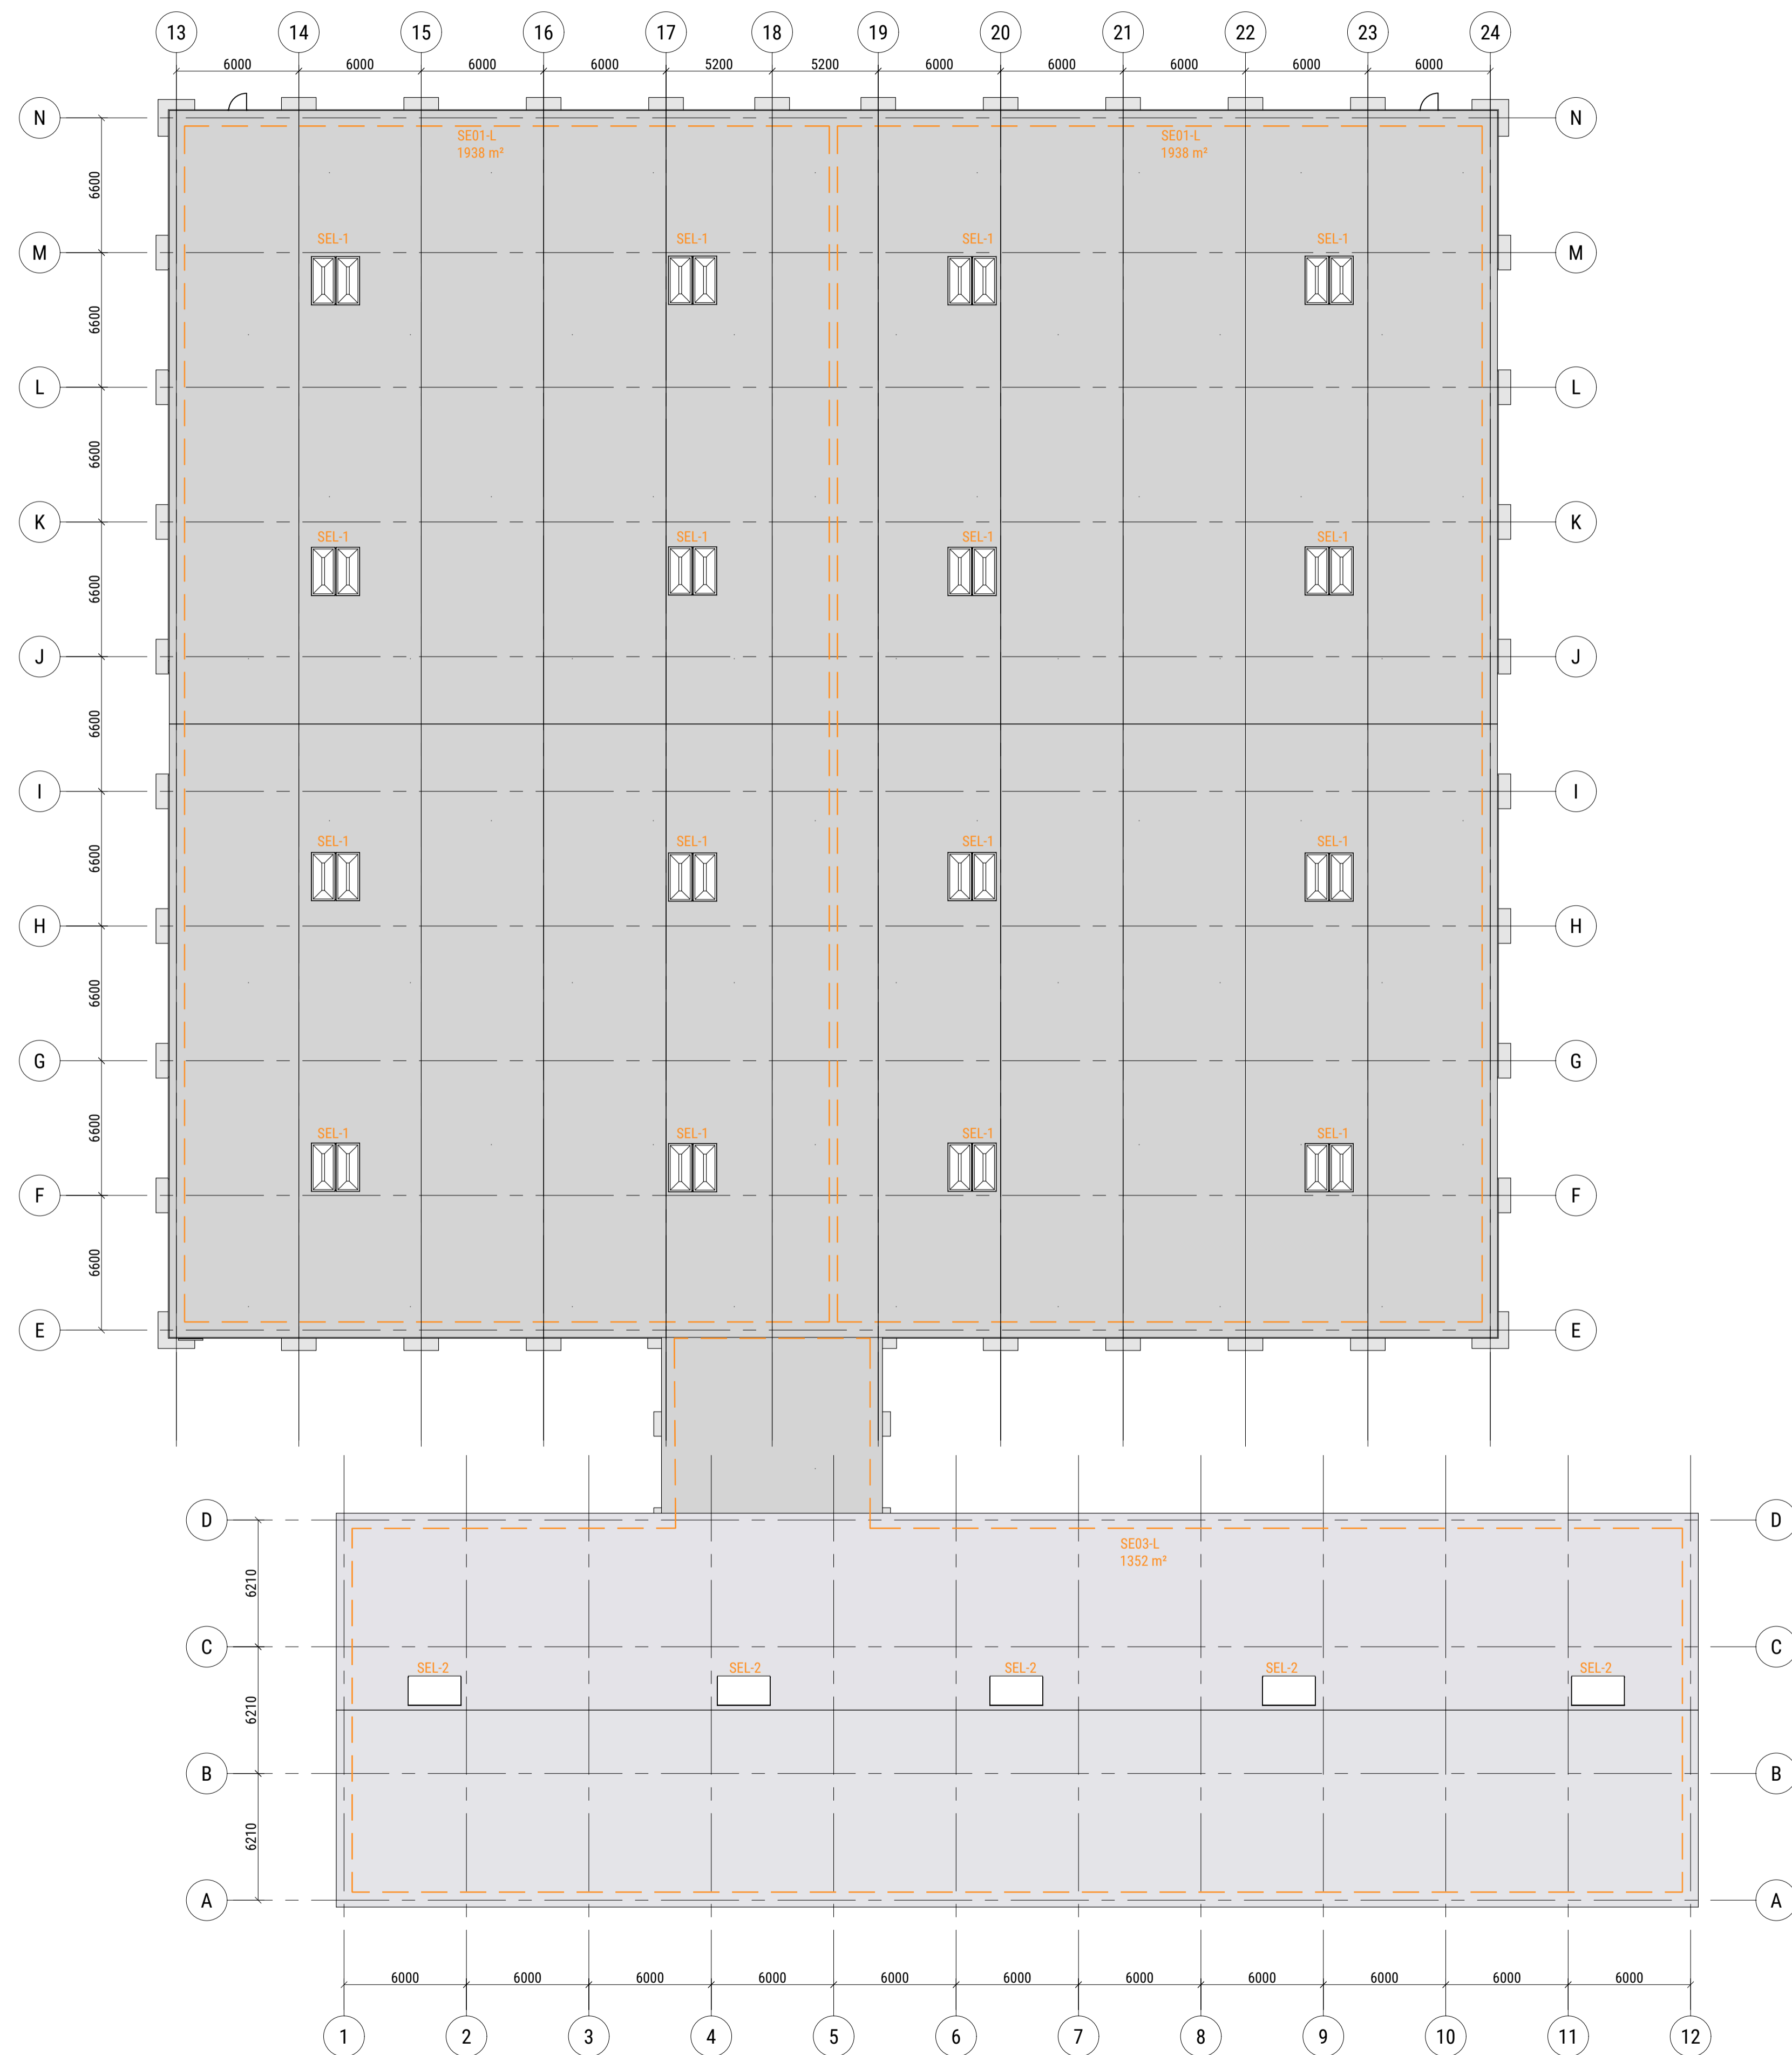 13 14 15 16 17 18 19 20 21 22 23 24
6000 6000 6000 6000 5200 5200 6000 6000 6000 6000 6000
N N
SE01-L SE01-L
1938 m² 1938 m²
6600
SEL-1 SEL-1 SEL-1 SEL-1
M M
6600
L L
6600
K K
SEL-1 SEL-1 SEL-1 SEL-1
6600
J J
6600
I I
SEL-1 SEL-1 SEL-1 SEL-1
6600
H H
6600
G G
SEL-1 SEL-1 SEL-1 SEL-1
6600
F F
6600
E E
D D
SE03-L
1352 m²
6210
C C
SEL-2 SEL-2 SEL-2 SEL-2 SEL-2
6210
B B
6210
A A
6000 6000 6000 6000 6000 6000 6000 6000 6000 6000 6000
1 2 3 4 5 6 7 8 9 10 11 12